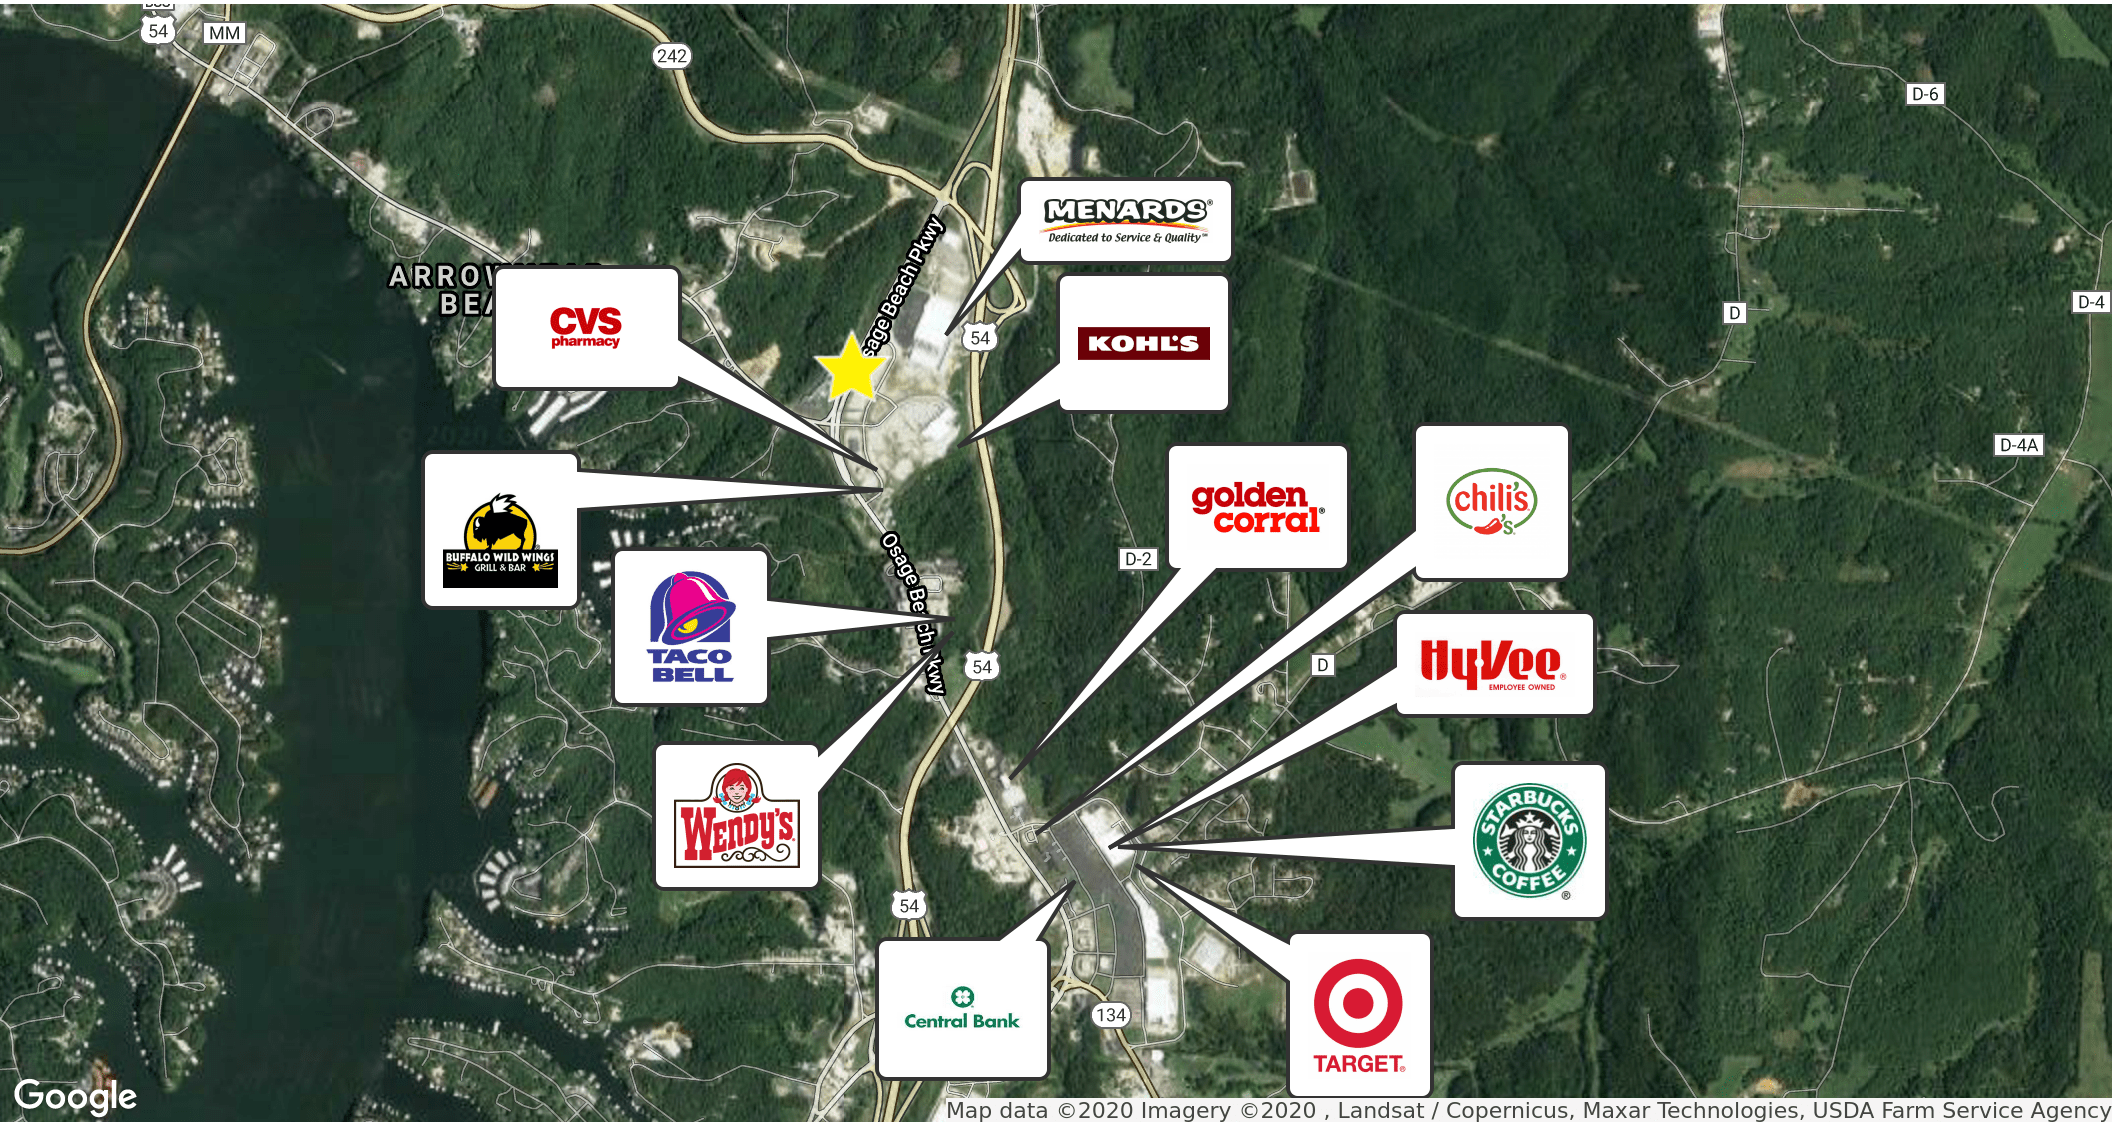 54
MM
242
D-6
Osage Beach Pkwy
MENARDS®
Dedicated to Service & Quality℠
ARROW
BEA
CVS
pharmacy
54
KOHL'S
D
D-4
D-4A
BUFFALO WILD WINGS
GRILL & BAR
golden
corral®
chili's
D-2
Osage Beach Pkwy
TACO
BELL
54
D
HyVee®
EMPLOYEE OWNED
WENDY'S
STARBUCKS
COFFEE
®
54
Central Bank
134
TARGET®
Google
Map data ©2020 Imagery ©2020 , Landsat / Copernicus, Maxar Technologies, USDA Farm Service Agency